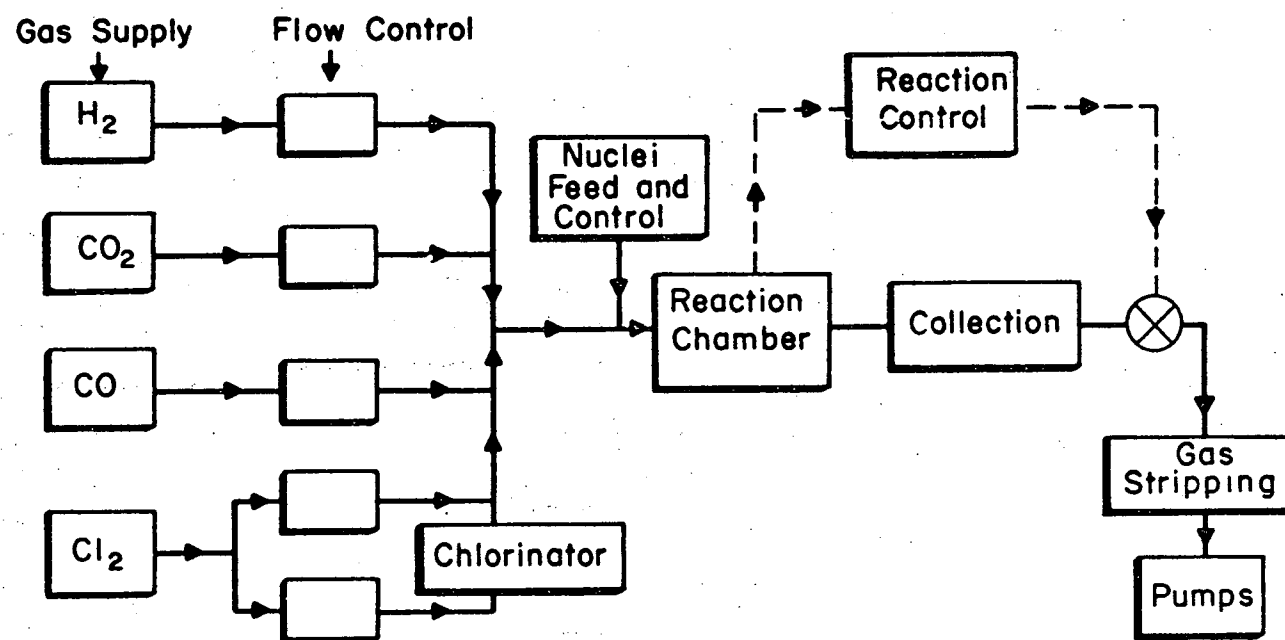 Gas Supply
Flow Control
H₂
CO₂
CO
Cl₂
Chlorinator
Nuclei
Feed and
Control
Reaction
Chamber
Reaction
Control
Collection
Gas
Stripping
Pumps